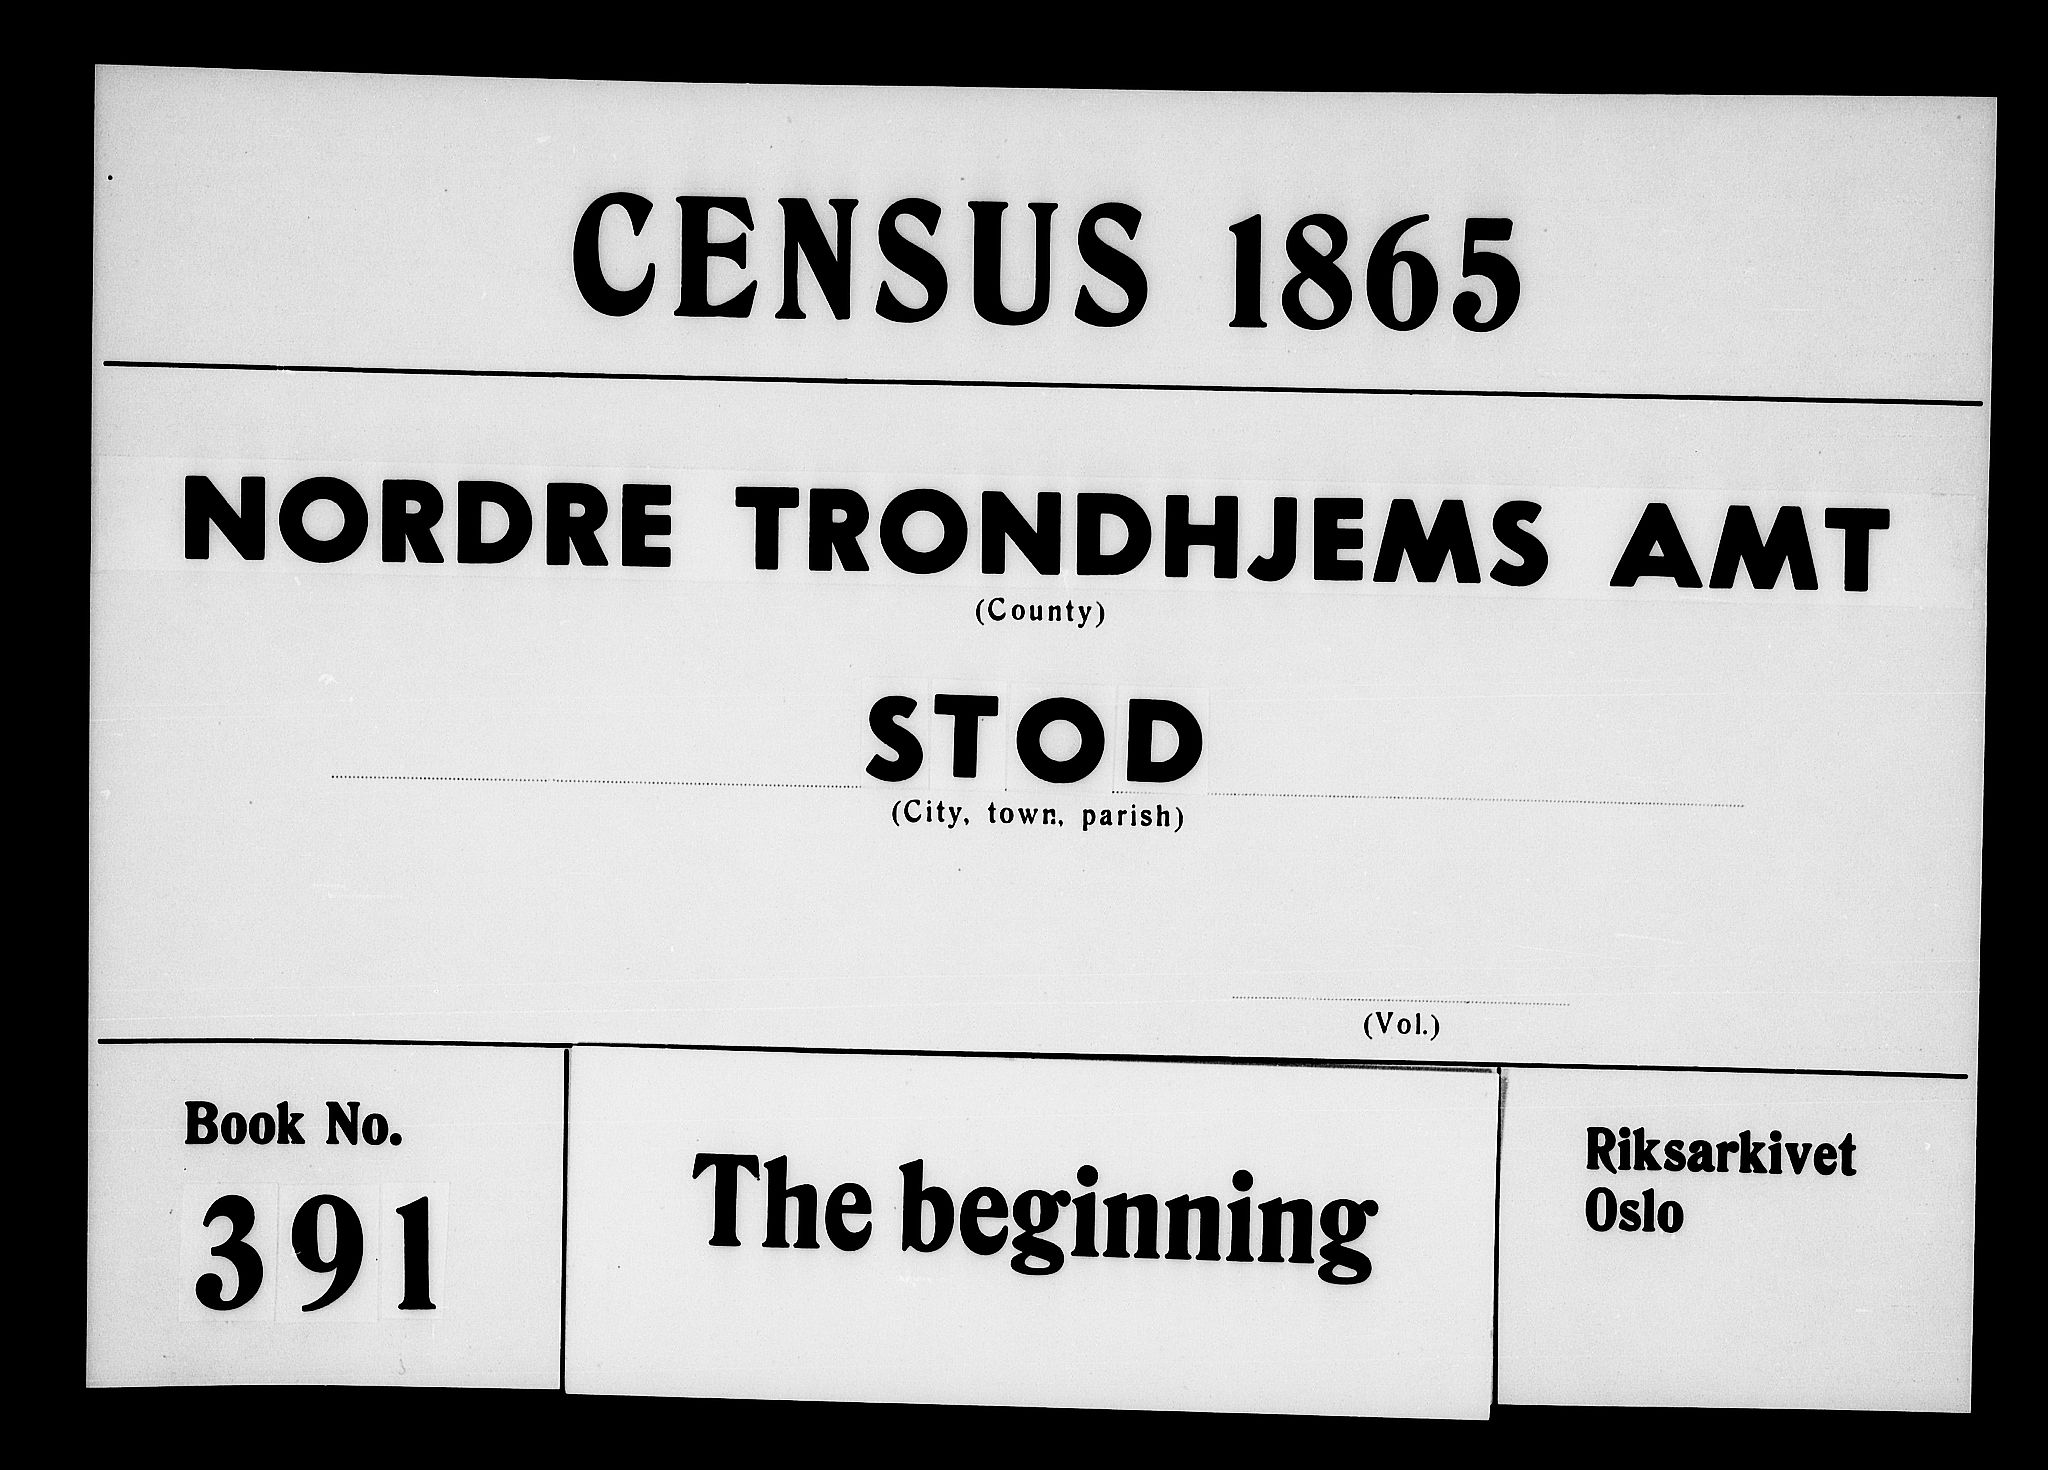 CENSUS 1865
NORDRE TRONDHJEMS AMT
(County)
STOD
(City, town, parish)
(Vol.)
Book No.
391
The beginning
Riksarkivet
Oslo